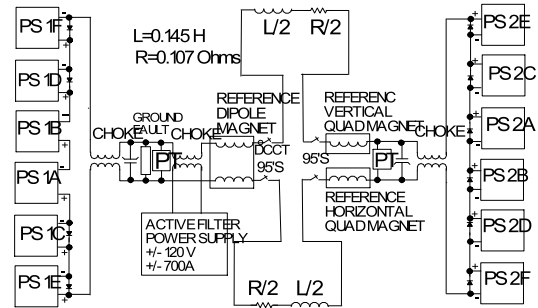 PS 1F
PS 1D
PS 1B
PS 1A
PS 1C
PS 1E
L=0.145 H
R=0.107 Ohms
L/2
R/2
CHOKE
GROUND
FAULT
PT
CHOKE
REFERENCE
DIPOLE
MAGNET
DCCT
95'S
ACTIVE FILTER
POWER SUPPLY
+/- 120 V
+/- 700A
R/2
L/2
95'S
REFERENC
VERTICAL
QUAD MAGNET
PT
CHOKE
REFERENCE
HORIZONTAL
QUAD MAGNET
PS 2E
PS 2C
PS 2A
PS 2B
PS 2D
PS 2F